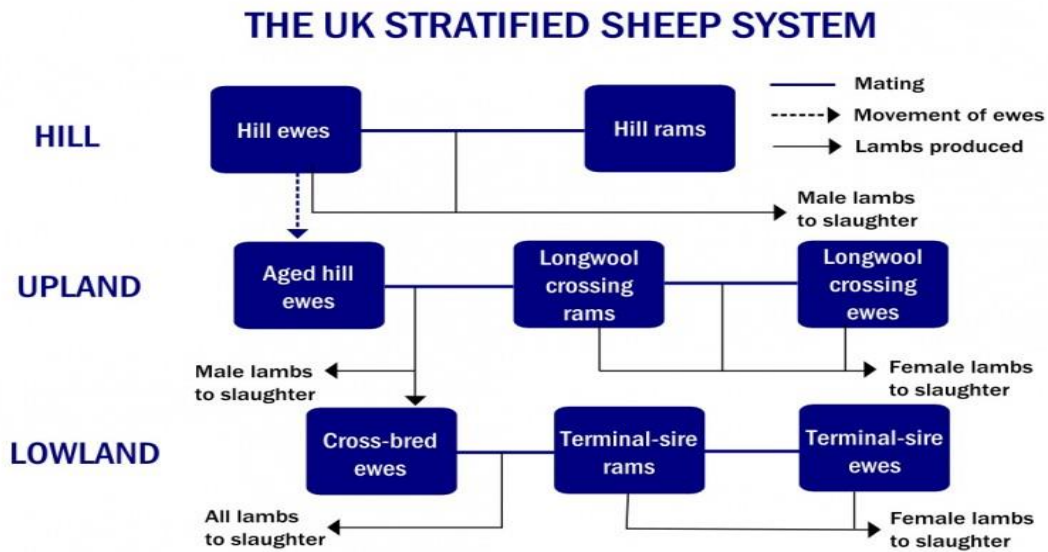 THE UK STRATIFIED SHEEP SYSTEM
Mating
Movement of ewes
Lambs produced
HILL
Hill ewes
Hill rams
Male lambs
to slaughter
UPLAND
Aged hill
ewes
Longwool
crossing
rams
Longwool
crossing
ewes
Male lambs
to slaughter
Female lambs
to slaughter
LOWLAND
Cross-bred
ewes
Terminal-sire
rams
Terminal-sire
ewes
All lambs
to slaughter
Female lambs
to slaughter